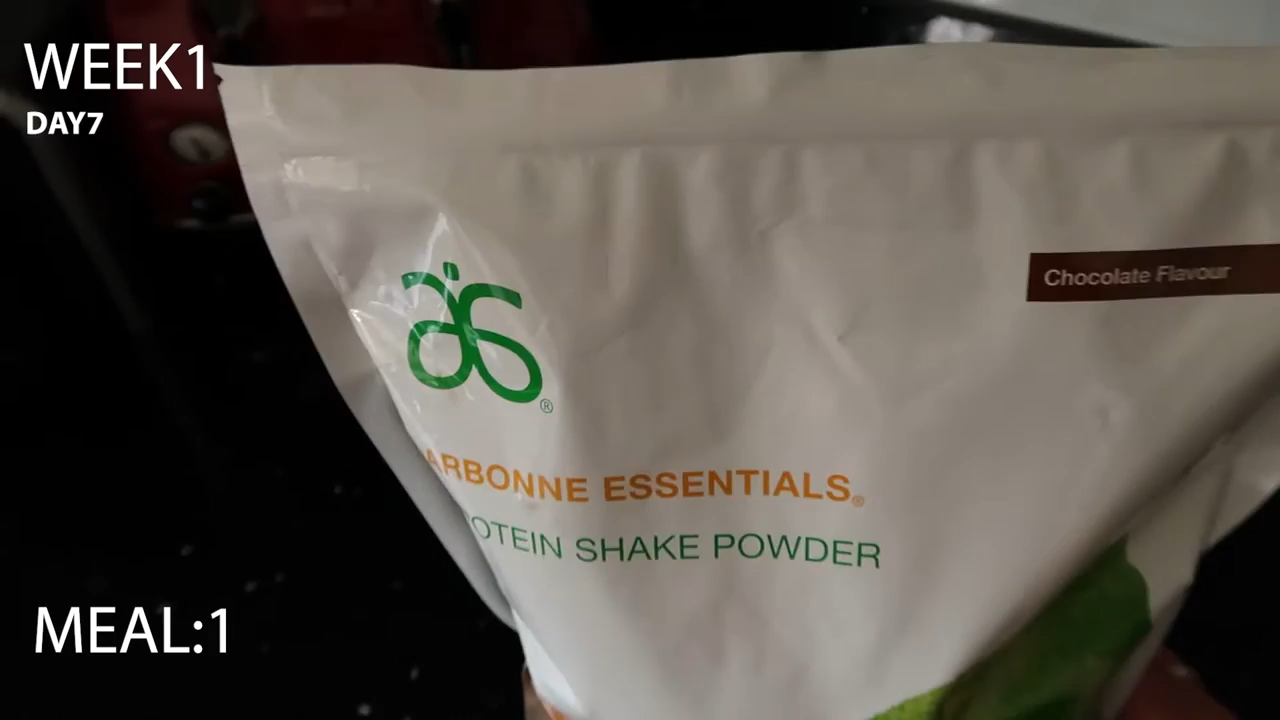 WEEK1
DAY7
Chocolate Flavour
ARBONNE ESSENTIALS®
OTEIN SHAKE POWDER
MEAL:1